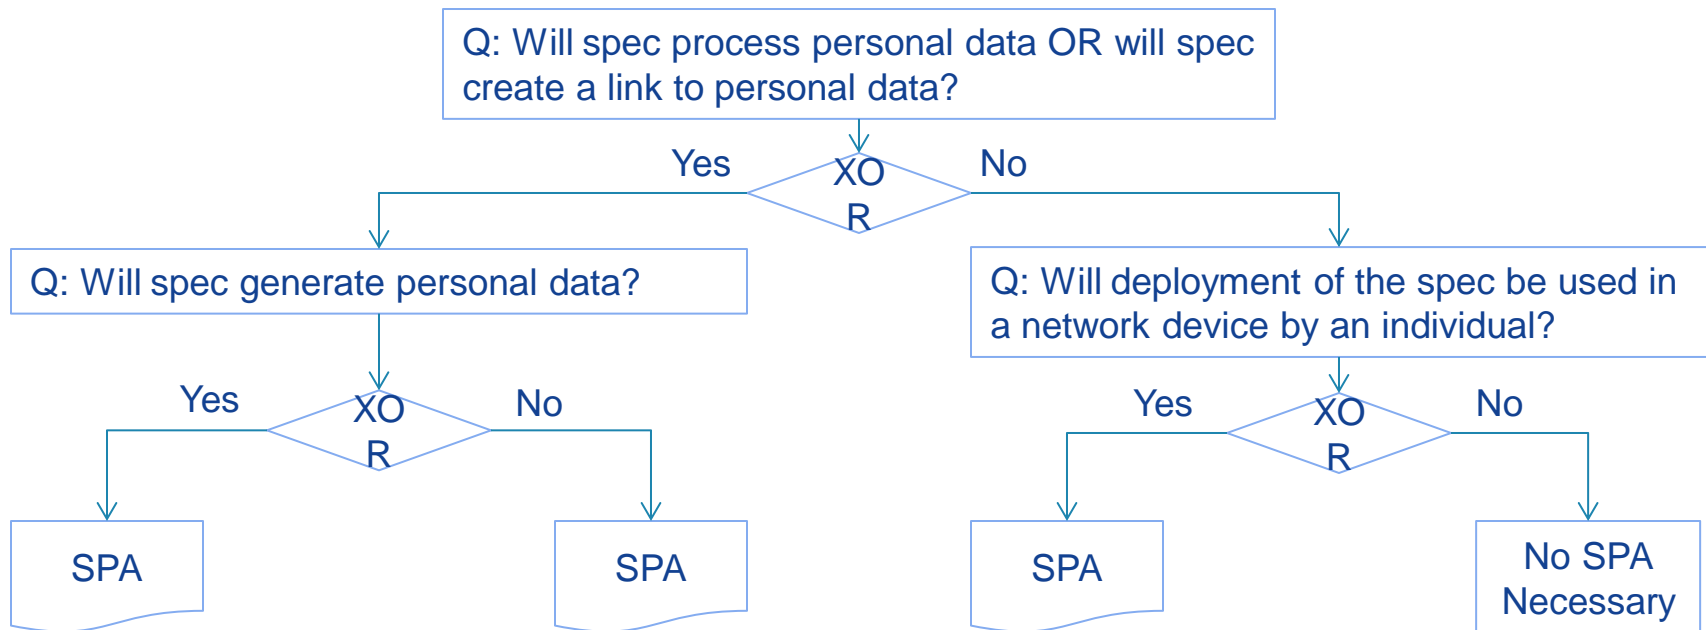 Q: Will spec process personal data OR will spec
create a link to personal data?
Yes
XO
R
No
Q: Will spec generate personal data?
Q: Will deployment of the spec be used in
a network device by an individual?
Yes
XO
R
No
Yes
XO
R
No
SPA
SPA
SPA
No SPA
Necessary